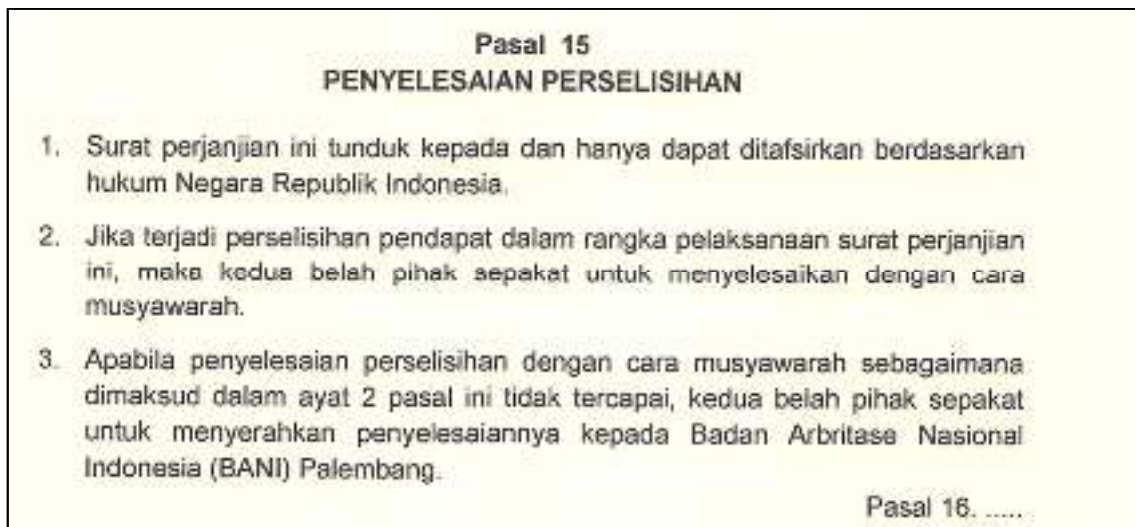 Pasal 15
PENYELESAIAN PERSELISIHAN
1. Surat perjanjian ini tunduk kepada dan hanya dapat ditafsirkan berdasarkan
hukum Negara Republik Indonesia.
2. Jika terjadi perselisihan pendapat dalam rangka pelaksanaan surat perjanjian
ini, maka kedua belah pihak sepakat untuk menyelesaikan dengan cara
musyawarah.
3. Apabila penyelesaian perselisihan dengan cara musyawarah sebagaimana
dimaksud dalam ayat 2 pasal ini tidak tercapai, kedua belah pihak sepakat
untuk menyerahkan penyelesaiannya kepada Badan Arbritase Nasional
Indonesia (BANI) Palembang.
Pasal 16. .....